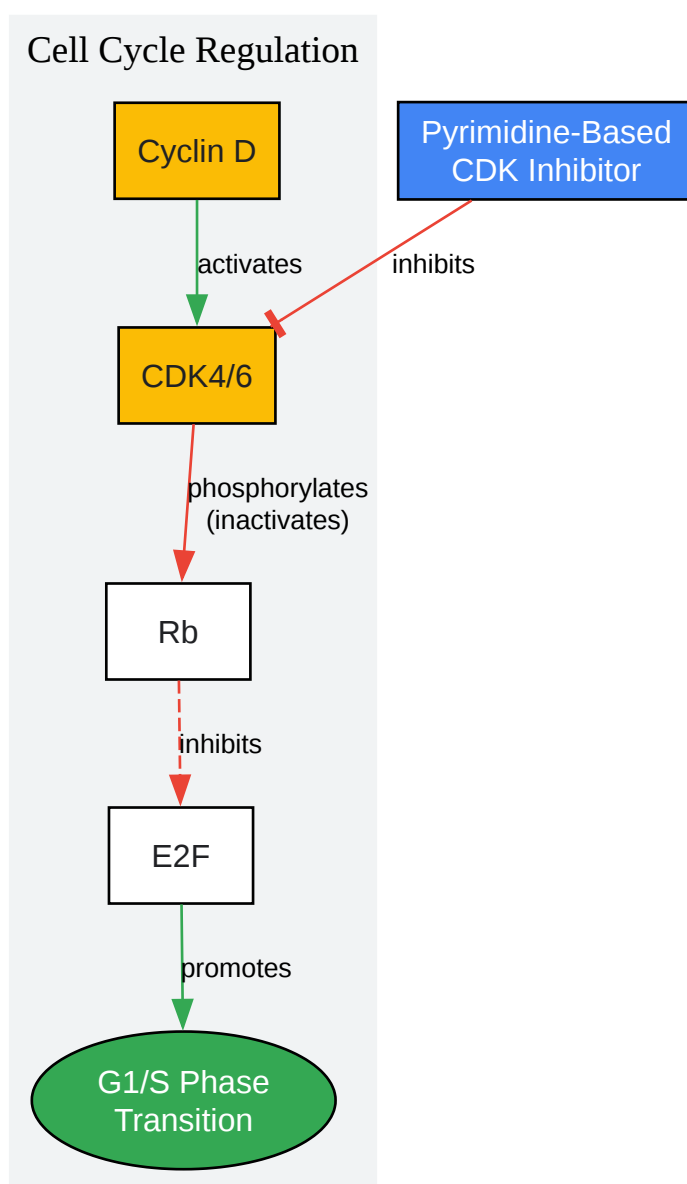 Cell Cycle Regulation
Cyclin D
Pyrimidine-Based
CDK Inhibitor
activates
inhibits
CDK4/6
phosphorylates
(inactivates)
Rb
inhibits
E2F
promotes
G1/S Phase
Transition